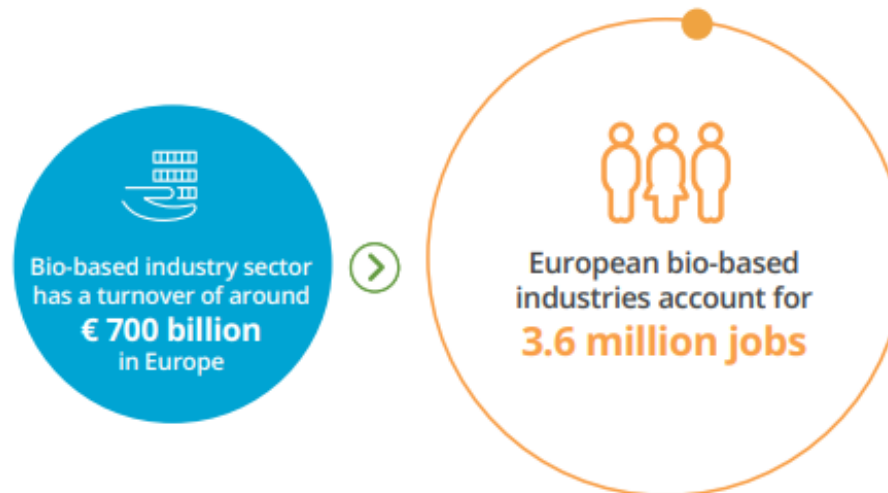 Bio-based industry sector
has a turnover of around
€ 700 billion
in Europe
European bio-based
industries account for
3.6 million jobs